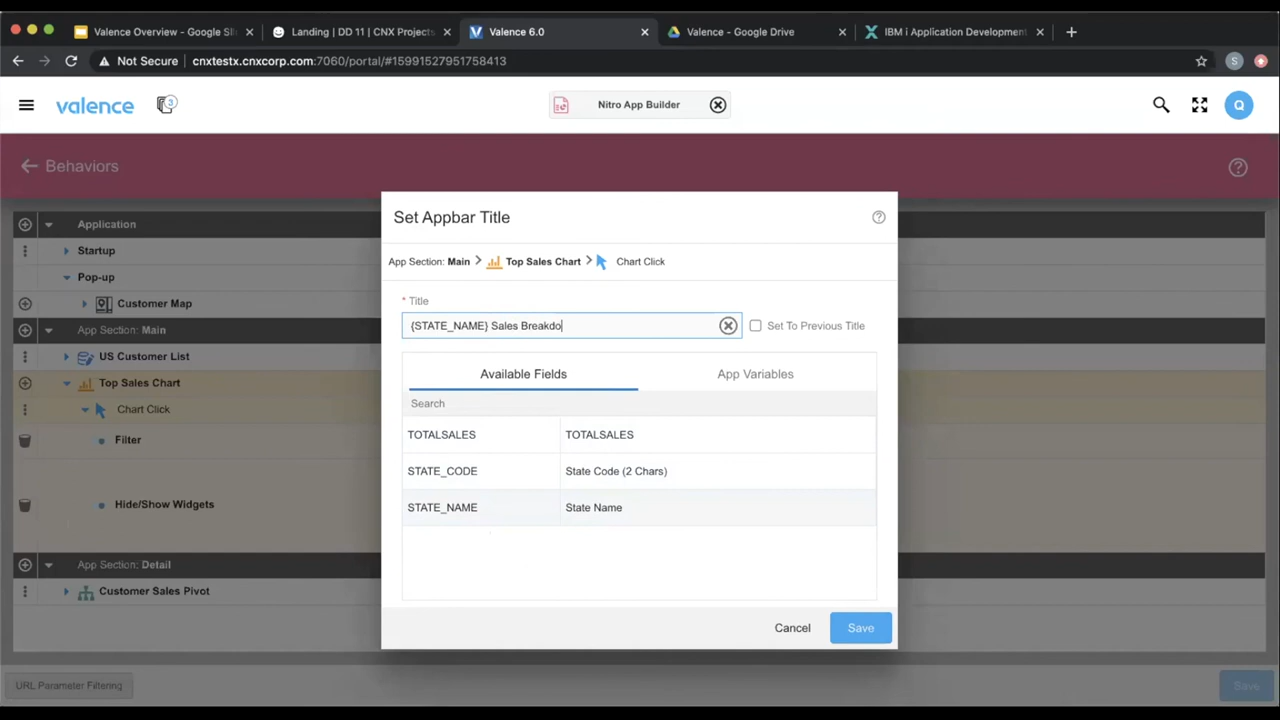 Valence Overview - Google Sli
Landing | DD 11 | CNX Projects
Valence 6.0
Valence - Google Drive
IBM i Application Development
Not Secure
cnxtestx.cnxcorp.com:7060/portal/#15991527951758413
S
valence
3
Nitro App Builder
Q
Behaviors
Application
Startup
Pop-up
Customer Map
App Section: Main
US Customer List
Top Sales Chart
Chart Click
Filter
Hide/Show Widgets
App Section: Detail
Customer Sales Pivot
Set Appbar Title
App Section: Main > Top Sales Chart > Chart Click
* Title
{STATE_NAME} Sales Breakdo
Set To Previous Title
Available Fields
App Variables
Search
TOTALSALES TOTALSALES
STATE_CODE State Code (2 Chars)
STATE_NAME State Name
Cancel
Save
URL Parameter Filtering
Save